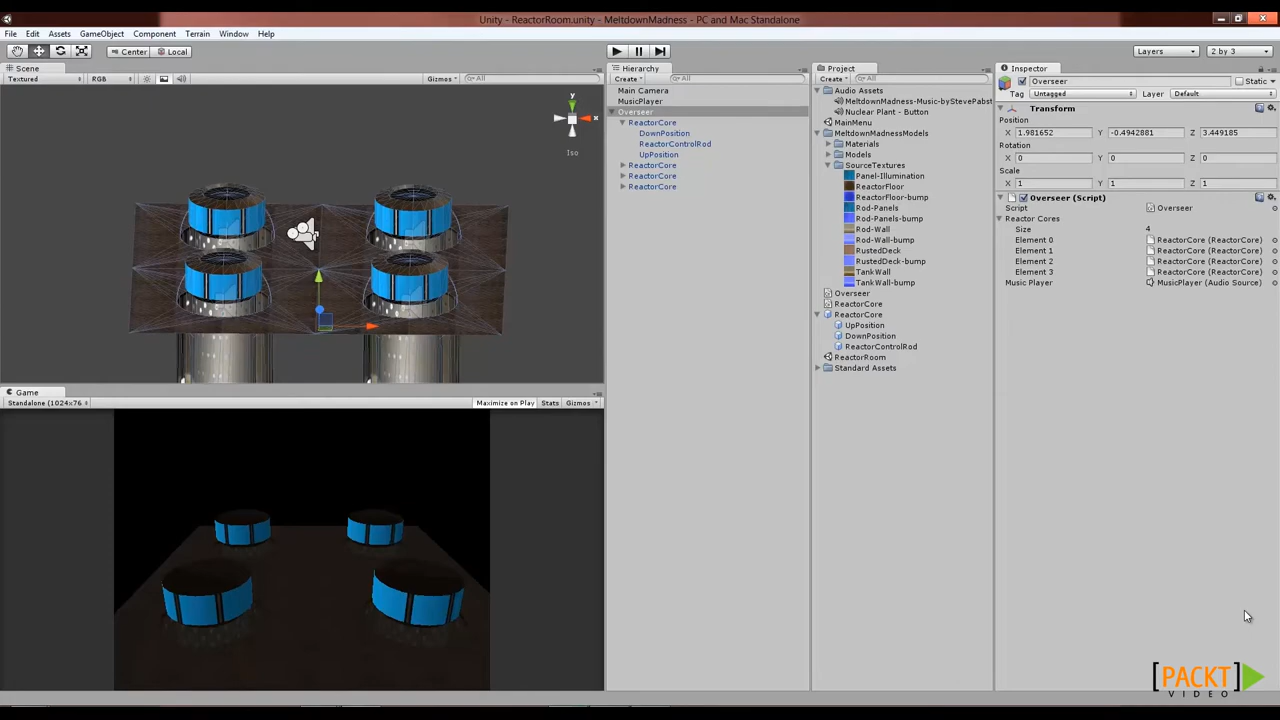 Unity - ReactorRoom.unity - MeltdownMadness - PC and Mac Standalone
File Edit Assets GameObject Component Terrain Window Help
Center Local Layers 2 by 3
Scene
Textured RGB Gizmos All
y
x
Iso
Game
Standalone (1024x76 Maximize on Play Stats Gizmos
Hierarchy
Create All
Main Camera
MusicPlayer
Overseer
ReactorCore
DownPosition
ReactorControlRod
UpPosition
ReactorCore
ReactorCore
ReactorCore
Project
Create All
Audio Assets
MeltdownMadness-Music-byStevePabst
Nuclear Plant - Button
MainMenu
MeltdownMadnessModels
Materials
Models
SourceTextures
Panel-Illumination
ReactorFloor
ReactorFloor-bump
Rod-Panels
Rod-Panels-bump
Rod-Wall
Rod-Wall-bump
RustedDeck
RustedDeck-bump
TankWall
TankWall-bump
Overseer
ReactorCore
ReactorCore
UpPosition
DownPosition
ReactorControlRod
ReactorRoom
Standard Assets
Inspector
Overseer Static
Tag Untagged Layer Default
Transform
Position
X 1.981652 Y -0.4942881 Z 3.449185
Rotation
X 0 Y 0 Z 0
Scale
X 1 Y 1 Z 1
Overseer (Script)
Script Overseer
Reactor Cores
Size 4
Element 0 ReactorCore (ReactorCore)
Element 1 ReactorCore (ReactorCore)
Element 2 ReactorCore (ReactorCore)
Element 3 ReactorCore (ReactorCore)
Music Player MusicPlayer (Audio Source)
[PACKT]
VIDEO